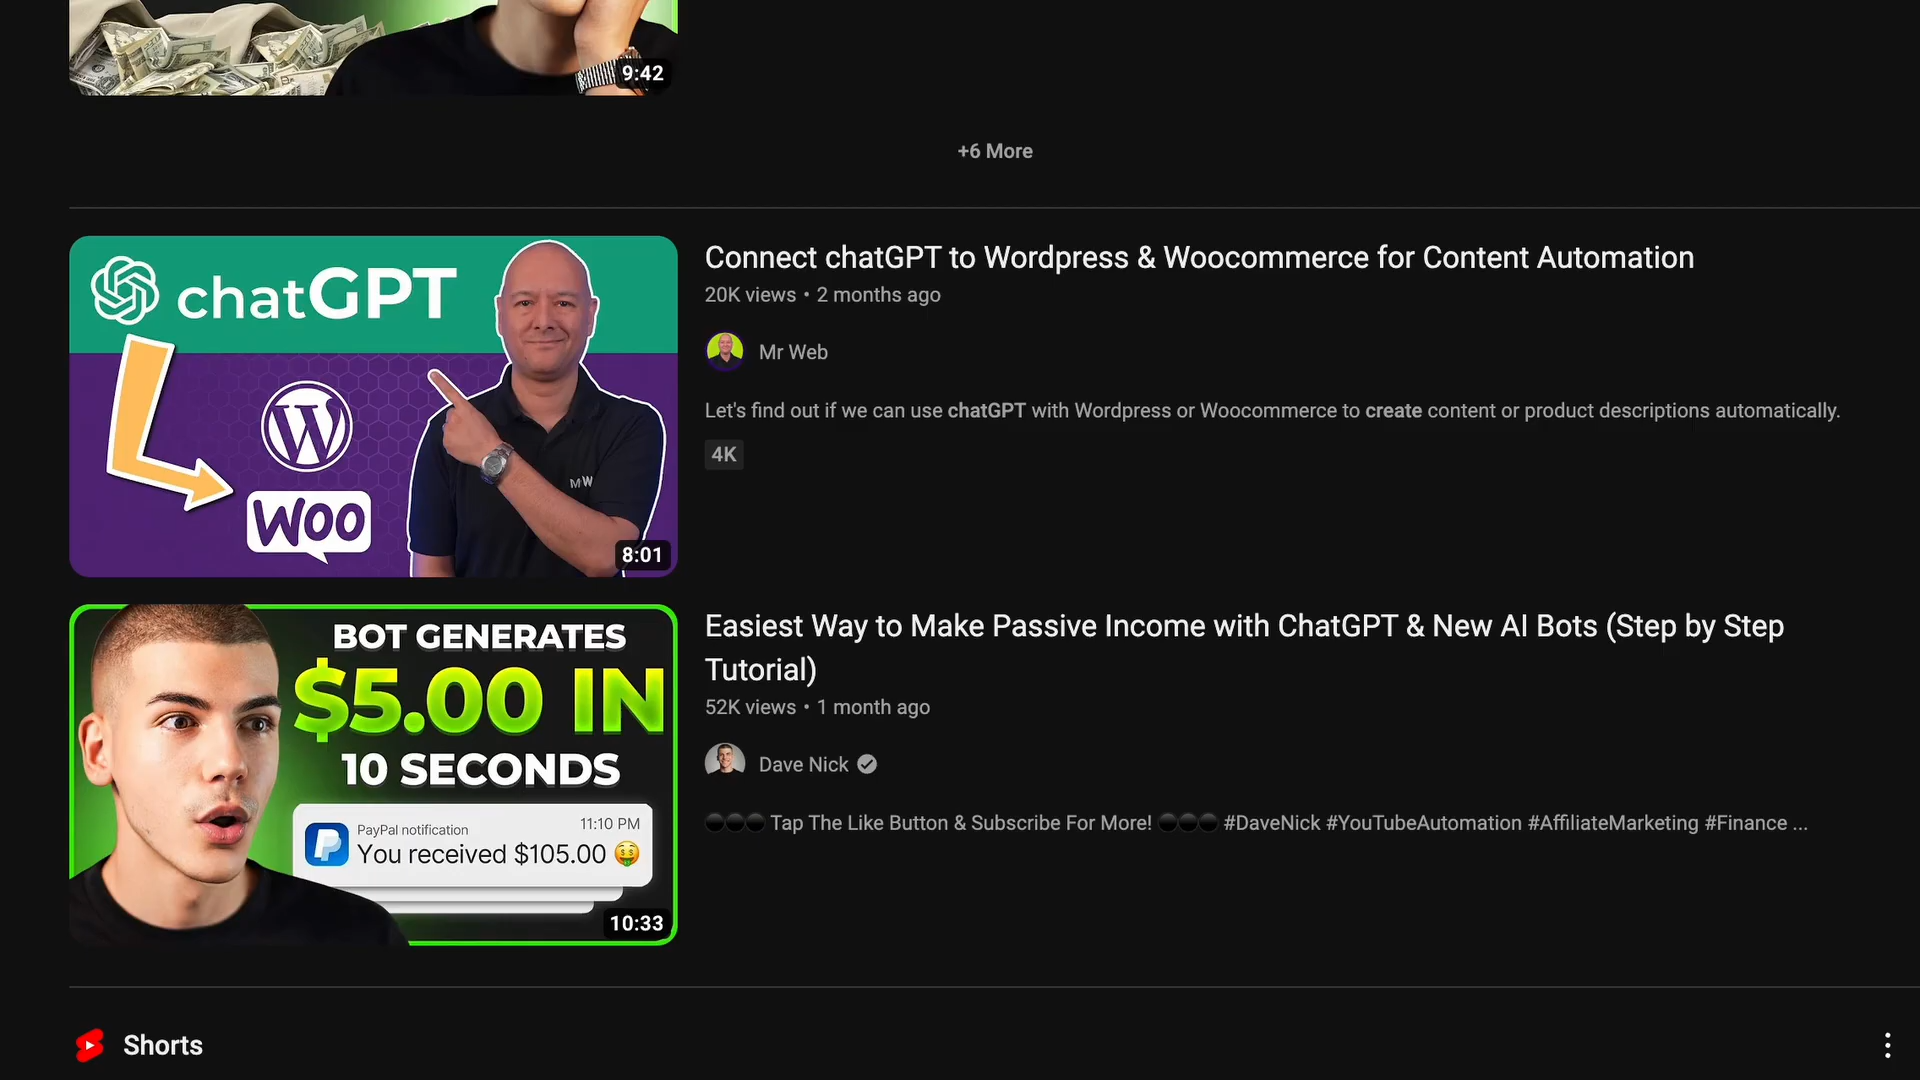 9:42
+6 More
chatGPT
WOO
MrW
8:01
Connect chatGPT to Wordpress & Woocommerce for Content Automation
20K views • 2 months ago
Mr Web
Let's find out if we can use chatGPT with Wordpress or Woocommerce to create content or product descriptions automatically.
4K
BOT GENERATES
$5.00 IN
10 SECONDS
PayPal notification 11:10 PM
You received $105.00 🤑
10:33
Easiest Way to Make Passive Income with ChatGPT & New AI Bots (Step by Step
Tutorial)
52K views • 1 month ago
Dave Nick
⚫⚫⚫ Tap The Like Button & Subscribe For More! ⚫⚫⚫ #DaveNick #YouTubeAutomation #AffiliateMarketing #Finance ...
Shorts